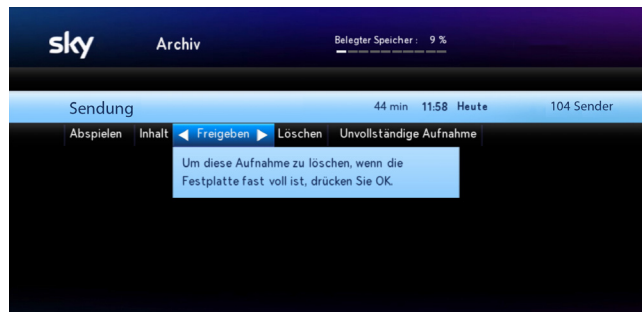 sky Archiv Belegter Speicher : 9 %
Sendung 44 min 11:58 Heute 104 Sender
Abspielen Inhalt Freigeben Löschen Unvollständige Aufnahme
Um diese Aufnahme zu löschen, wenn die
Festplatte fast voll ist, drücken Sie OK.